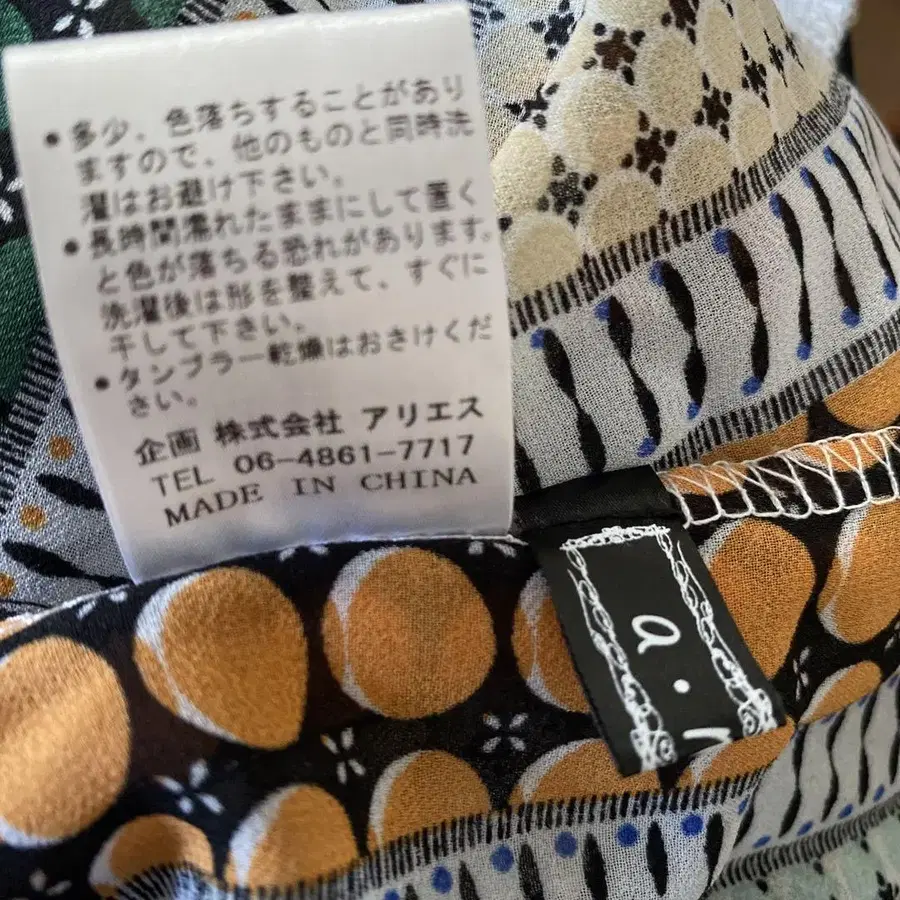 ●多少、色落ちすることがあり
ますので、他のものと同時洗
濯はお避け下さい。
●長時間濡れたままにして置く
と色が落ちる恐れがあります。
洗濯後は形を整えて、すぐに
干して下さい。
●タンブラー乾燥はおさけくだ
さい。
企画 株式会社 アリエス
TEL 06-4861-7717
MADE IN CHINA
a.